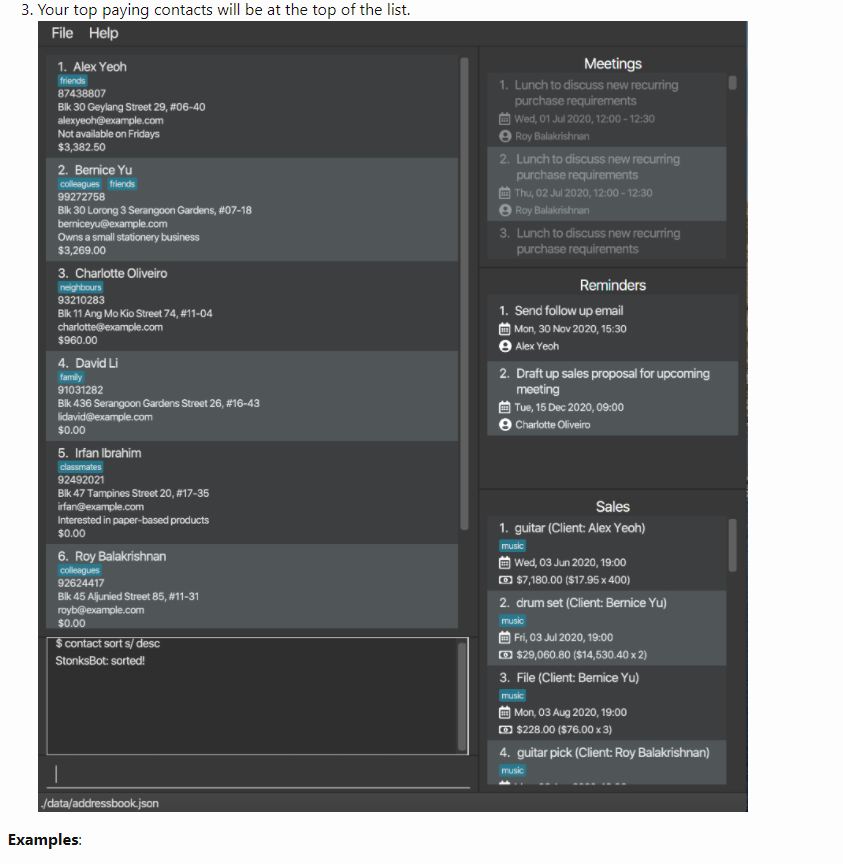 3. Your top paying contacts will be at the top of the list.
File Help
1. Alex Yeoh
friends
87438807
Blk 30 Geylang Street 29, #06-40
alexyeoh@example.com
Not available on Fridays
$3,382.50
2. Bernice Yu
colleagues friends
99272758
Blk 30 Lorong 3 Serangoon Gardens, #07-18
berniceyu@example.com
Owns a small stationery business
$3,269.00
3. Charlotte Oliveiro
neighbours
93210283
Blk 11 Ang Mo Kio Street 74, #11-04
charlotte@example.com
$960.00
4. David Li
family
91031282
Blk 436 Serangoon Gardens Street 26, #16-43
lidavid@example.com
$0.00
5. Irfan Ibrahim
classmates
92492021
Blk 47 Tampines Street 20, #17-35
irfan@example.com
Interested in paper-based products
$0.00
6. Roy Balakrishnan
colleagues
92624417
Blk 45 Aljunied Street 85, #11-31
royb@example.com
$0.00
$ contact sort s/ desc
StonksBot: sorted!
./data/addressbook.json
Meetings
1. Lunch to discuss new recurring
purchase requirements
Wed, 01 Jul 2020, 12:00 - 12:30
Roy Balakrishnan
2. Lunch to discuss new recurring
purchase requirements
Thu, 02 Jul 2020, 12:00 - 12:30
Roy Balakrishnan
3. Lunch to discuss new recurring
purchase requirements
Reminders
1. Send follow up email
Mon, 30 Nov 2020, 15:30
Alex Yeoh
2. Draft up sales proposal for upcoming
meeting
Tue, 15 Dec 2020, 09:00
Charlotte Oliveiro
Sales
1. guitar (Client: Alex Yeoh)
music
Wed, 03 Jun 2020, 19:00
$7,180.00 ($17.95 x 400)
2. drum set (Client: Bernice Yu)
music
Fri, 03 Jul 2020, 19:00
$29,060.80 ($14,530.40 x 2)
3. File (Client: Bernice Yu)
music
Mon, 03 Aug 2020, 19:00
$228.00 ($76.00 x 3)
4. guitar pick (Client: Roy Balakrishnan)
music
Examples: